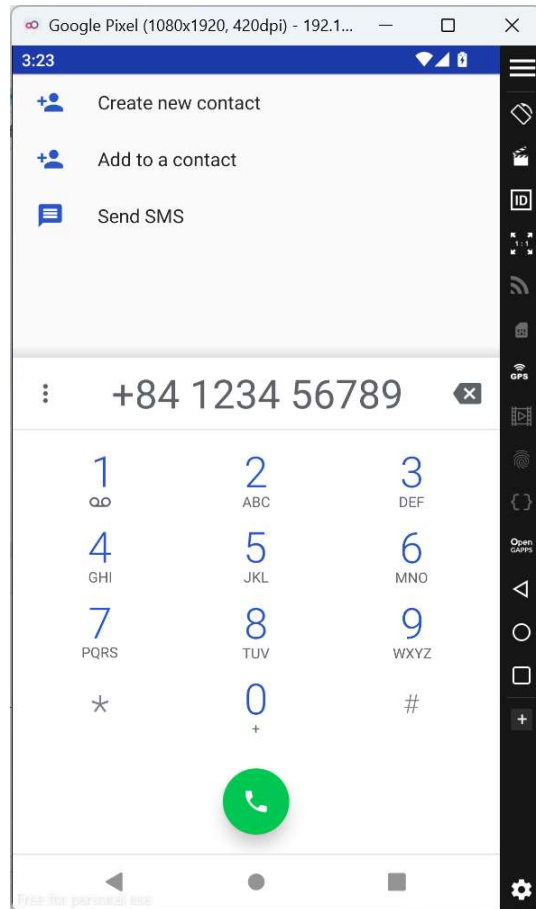 Google Pixel (1080x1920, 420dpi) - 192.1...
3:23
Create new contact
Add to a contact
Send SMS
+84 1234 56789
1 2 3
ABC DEF
4 5 6
GHI JKL MNO
7 8 9
PQRS TUV WXYZ
* 0 #
+
ID
1:1
GPS
Open GAPPS
Free for personal use